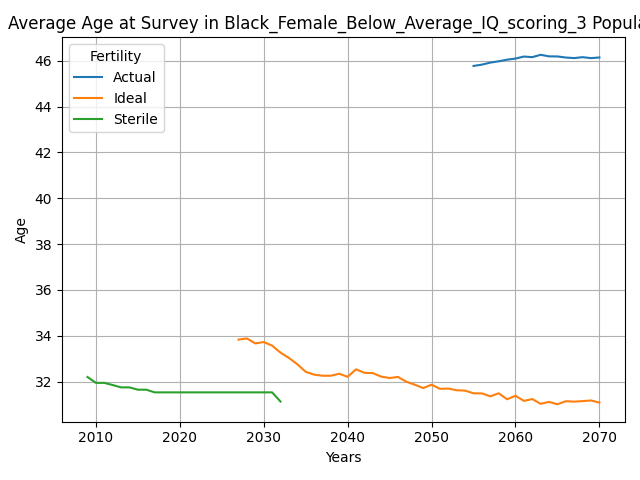 Average Age at Survey in Black_Female_Below_Average_IQ_scoring_3 Popula
Fertility
Actual
Ideal
Sterile
46
44
42
40
38
36
34
32
Age
2010 2020 2030 2040 2050 2060 2070
Years